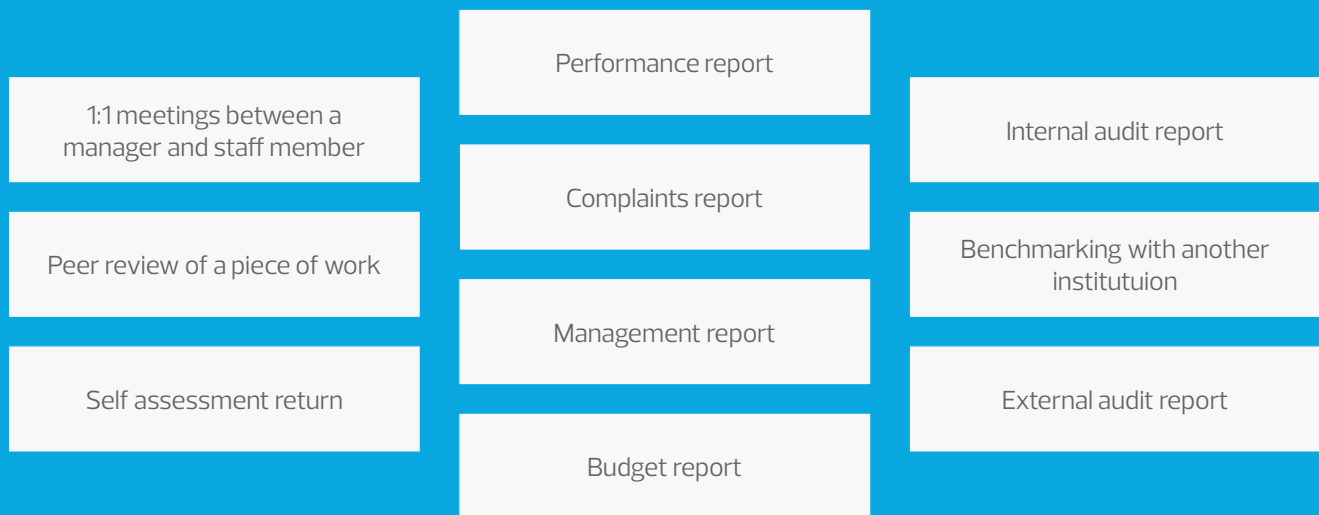 1:1 meetings between a
manager and staff member
Peer review of a piece of work
Self assessment return
Performance report
Complaints report
Management report
Budget report
Internal audit report
Benchmarking with another
institutuion
External audit report